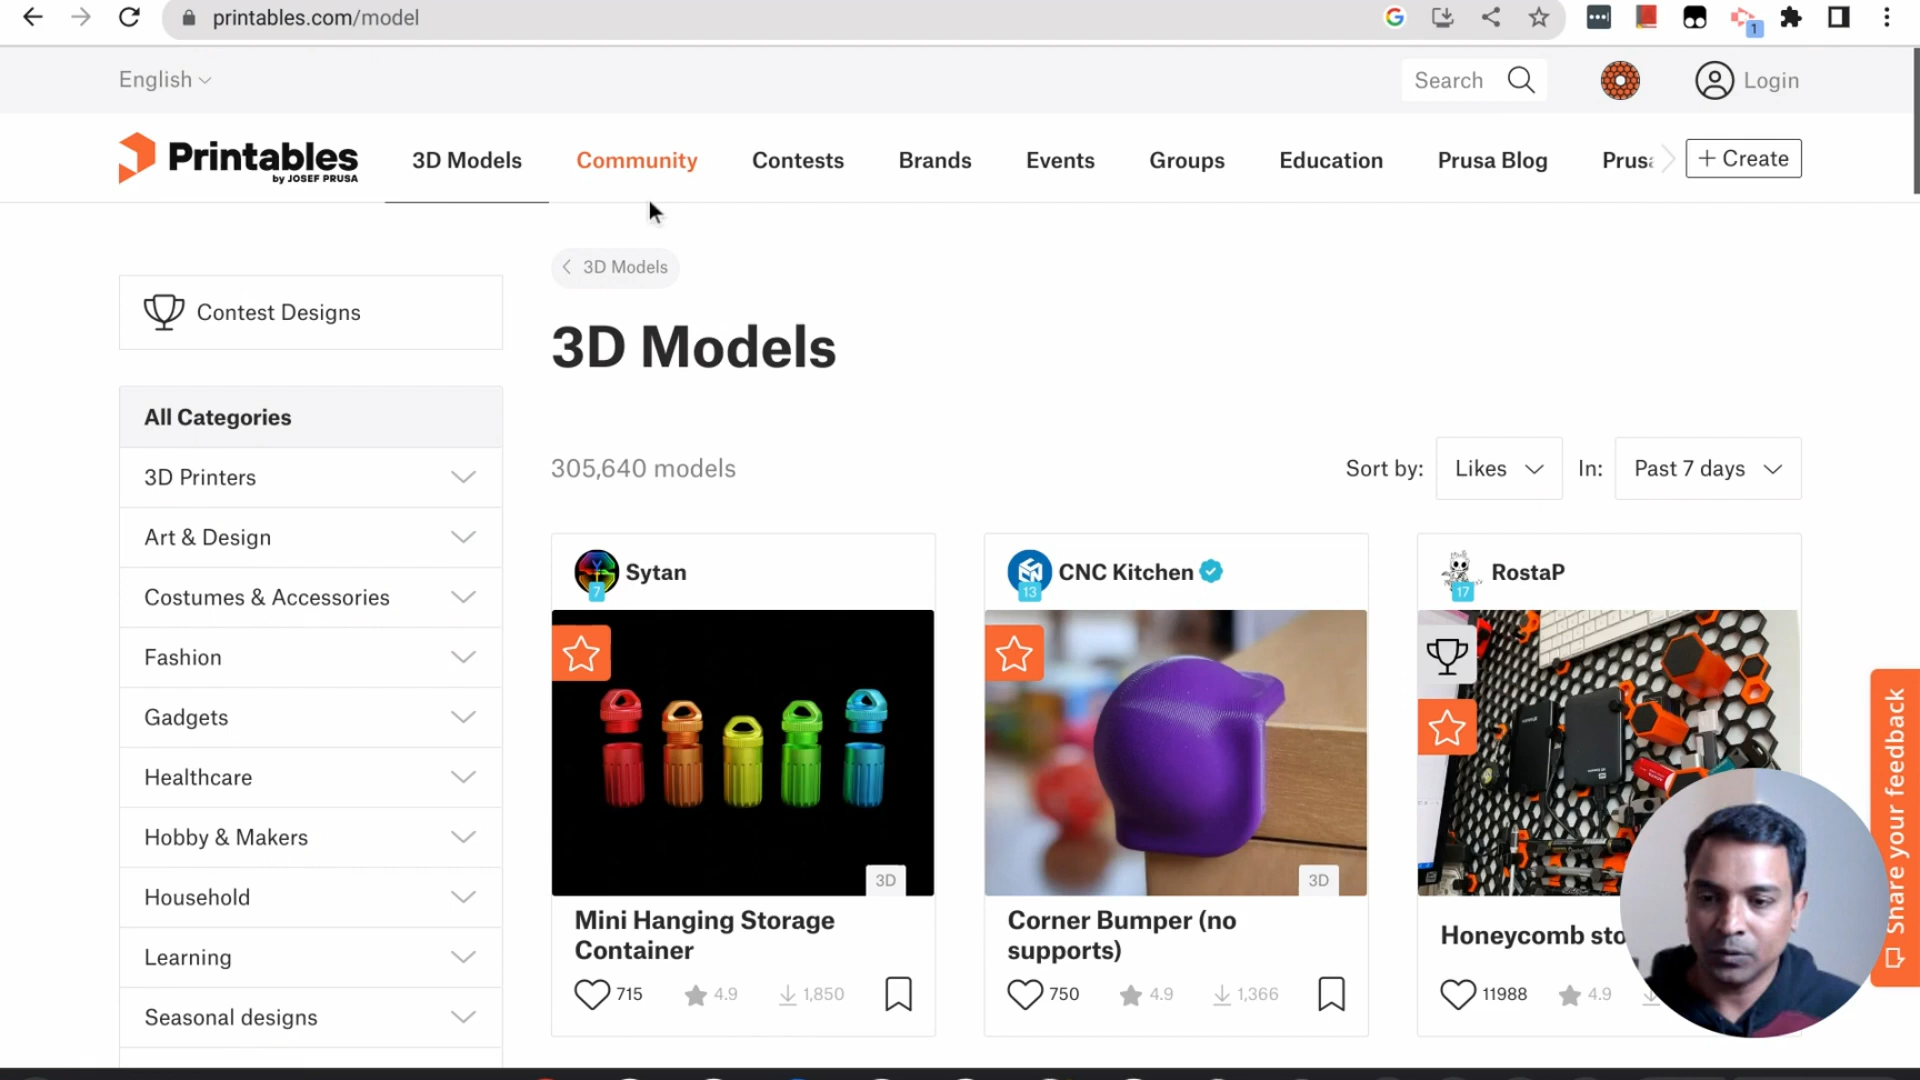 printables.com/model
1
English
Search
Login
Printables
by JOSEF PRUSA
3D Models
Community
Contests
Brands
Events
Groups
Education
Prusa Blog
Prusa
+ Create
3D Models
Contest Designs
3D Models
All Categories
305,640 models
Sort by:
Likes
In:
Past 7 days
3D Printers
Art & Design
Costumes & Accessories
Fashion
Gadgets
Healthcare
Hobby & Makers
Household
Learning
Seasonal designs
Sytan
7
3D
Mini Hanging Storage
Container
715
4.9
1,850
CNC Kitchen
13
3D
Corner Bumper (no
supports)
750
4.9
1,366
RostaP
17
Honeycomb sto
11988
4.9
Share your feedback